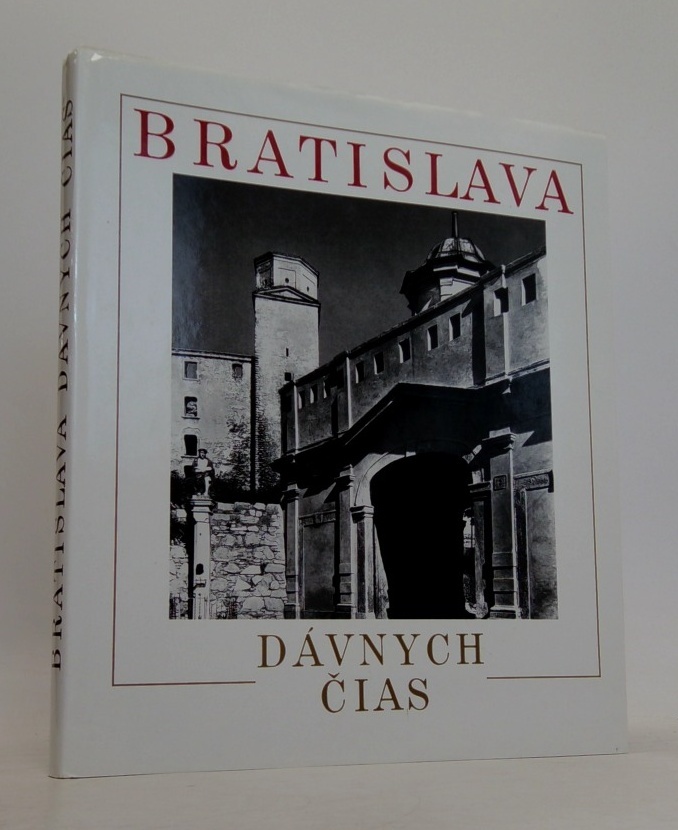 BRATISLAVA
DÁVNYCH
ČIAS
BRATISLAVA DÁVNYCH ČIAS